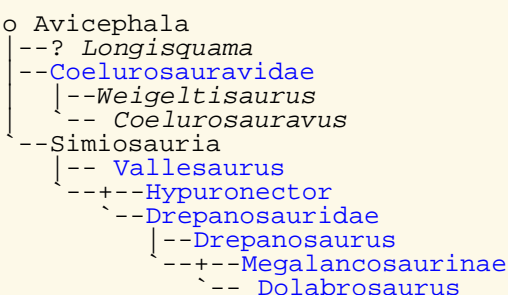 o Avicephala
|--? Longisquama
|--Coelurosauravidae
|  |--Weigeltisaurus
|  `-- Coelurosauravus
`--Simiosauria
   |-- Vallesaurus
   `--+--Hypuronector
      `--Drepanosauridae
         |--Drepanosaurus
         `--+--Megalancosaurinae
            `-- Dolabrosaurus